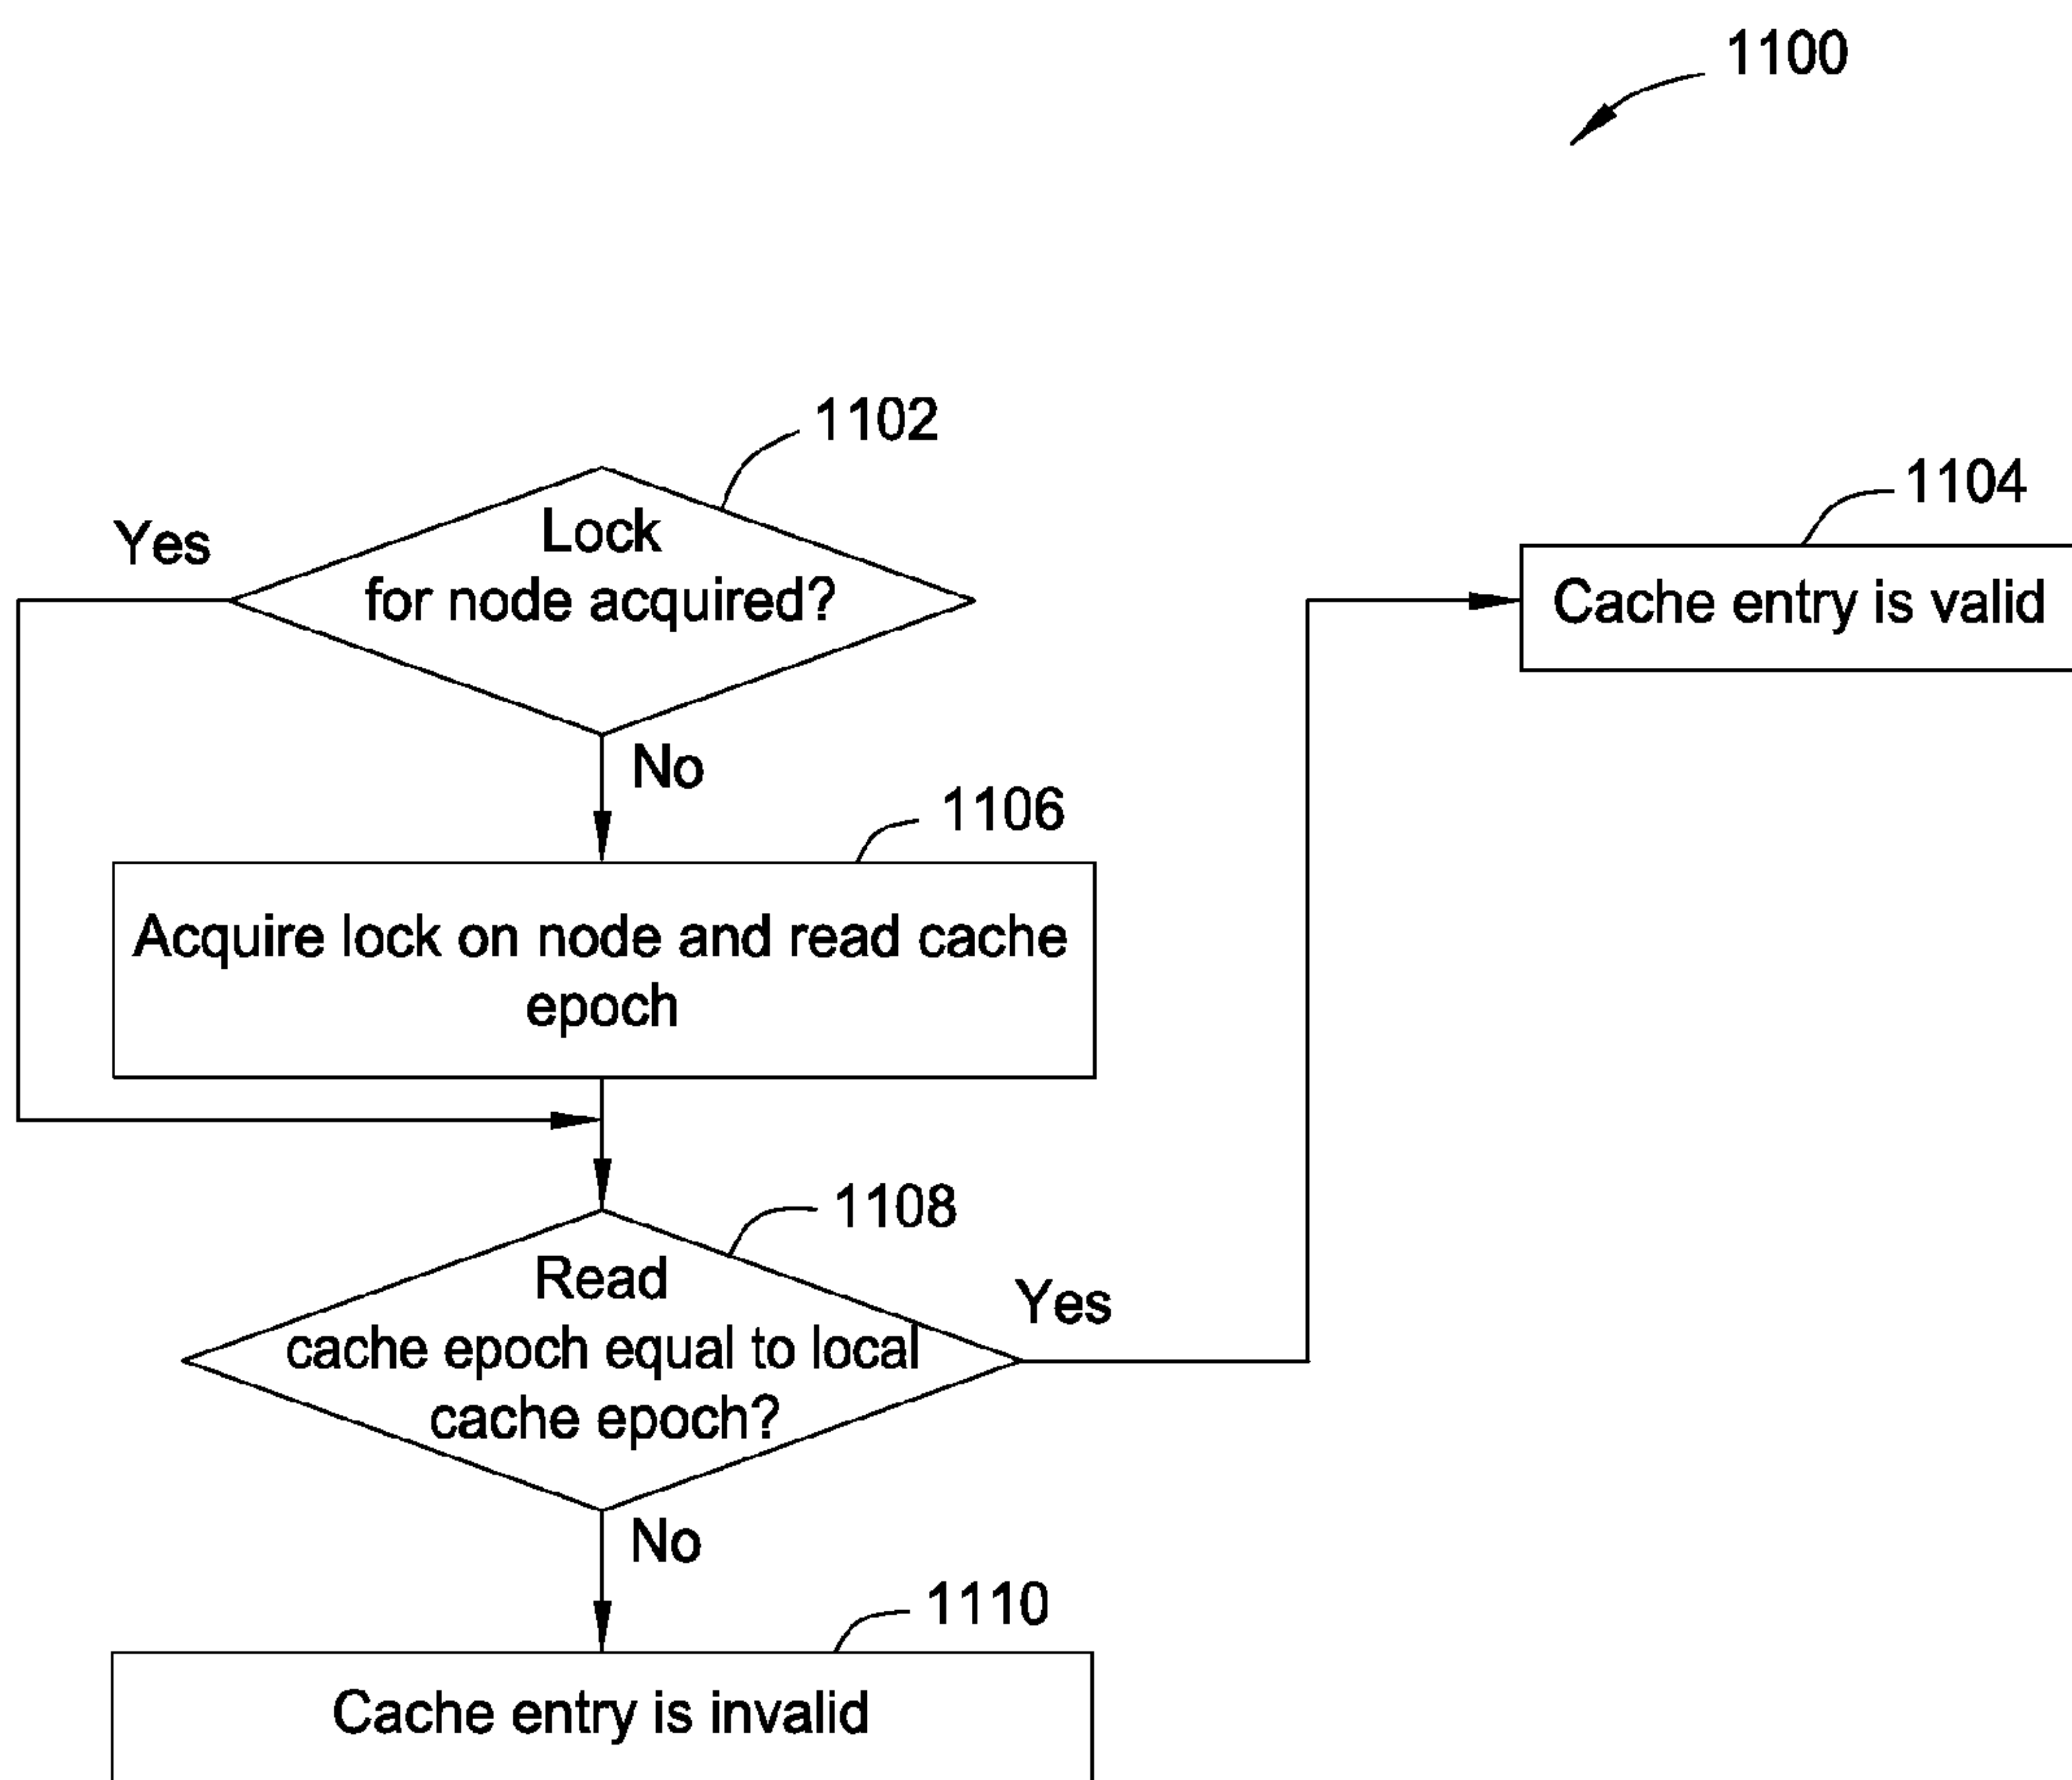 1100
1102
Yes
Lock
for node acquired?
1104
Cache entry is valid
No
1106
Acquire lock on node and read cache
epoch
1108
Read
cache epoch equal to local
cache epoch?
Yes
No
1110
Cache entry is invalid